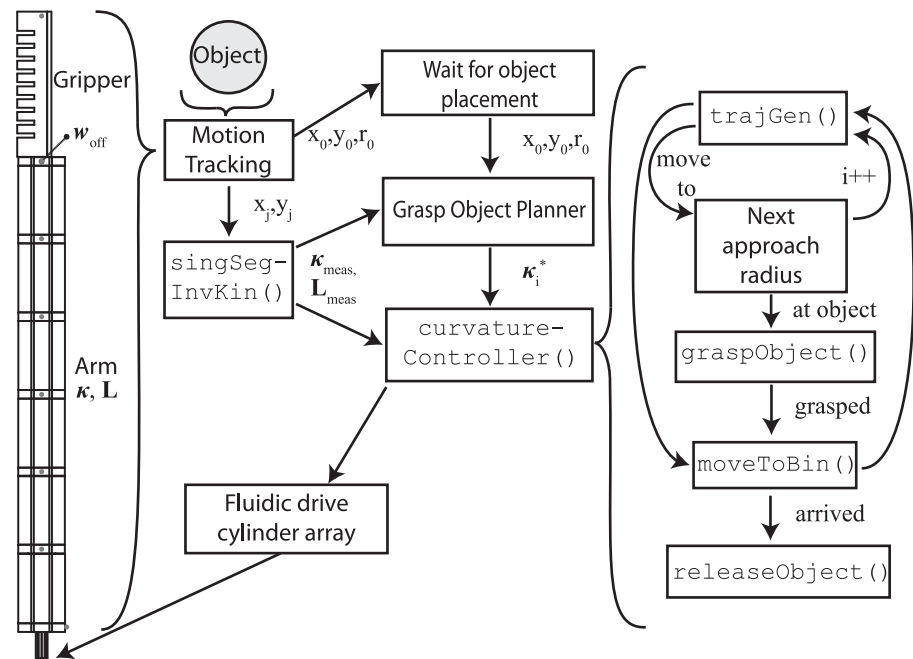 Gripper
w_off
Arm
κ, L
Object
Motion
Tracking
x_j,y_j
singSeg-
InvKin()
x_0,y_0,r_0
κ_meas,
L_meas
Wait for object
placement
x_0,y_0,r_0
Grasp Object Planner
κ_i^*
curvature-
Controller()
Fluidic drive
cylinder array
trajGen()
move
to
i++
Next
approach
radius
at object
graspObject()
grasped
moveToBin()
arrived
releaseObject()